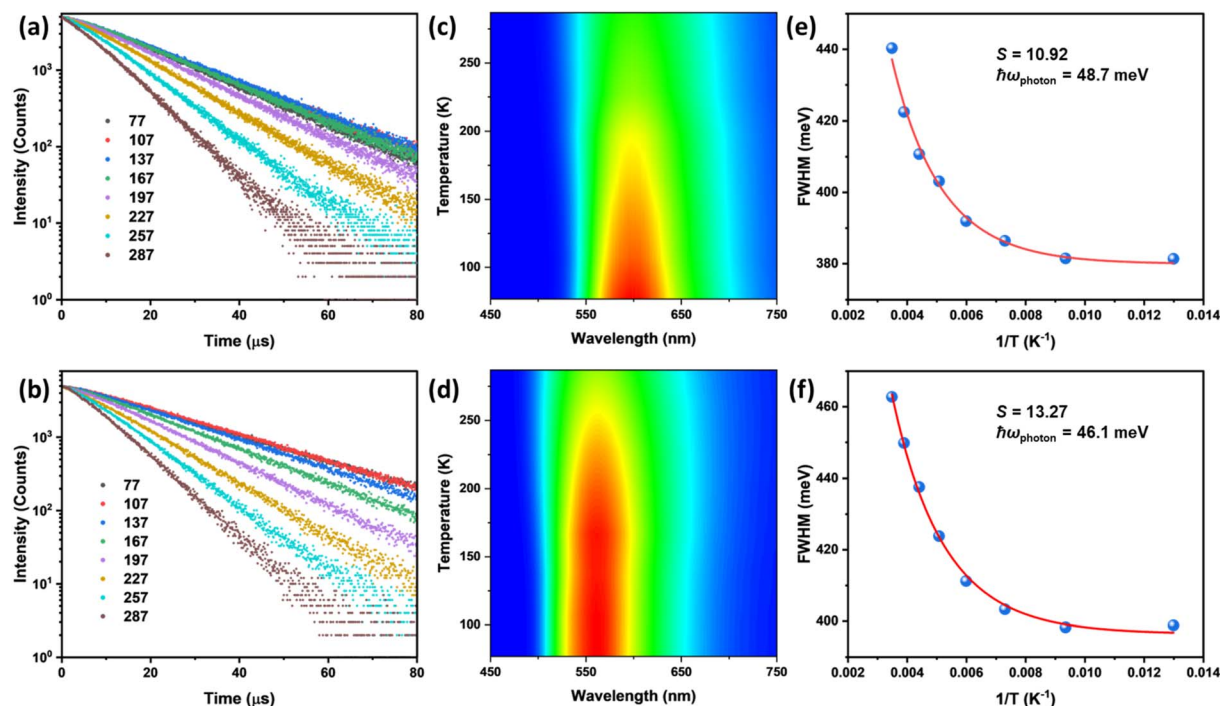 (a)
Intensity (Counts)
10³
10²
10¹
10⁰
77
107
137
167
197
227
257
287
0 20 40 60 80
Time (μs)
(c)
Temperature (K)
250
200
150
100
450 550 650 750
Wavelength (nm)
(e)
FWHM (meV)
440
420
400
380
S = 10.92
ℏωphoton = 48.7 meV
0.002 0.004 0.006 0.008 0.010 0.012 0.014
1/T (K⁻¹)
(b)
Intensity (Counts)
10³
10²
10¹
10⁰
77
107
137
167
197
227
257
287
0 20 40 60 80
Time (μs)
(d)
Temperature (K)
250
200
150
100
450 550 650 750
Wavelength (nm)
(f)
FWHM (meV)
460
440
420
400
S = 13.27
ℏωphoton = 46.1 meV
0.002 0.004 0.006 0.008 0.010 0.012 0.014
1/T (K⁻¹)